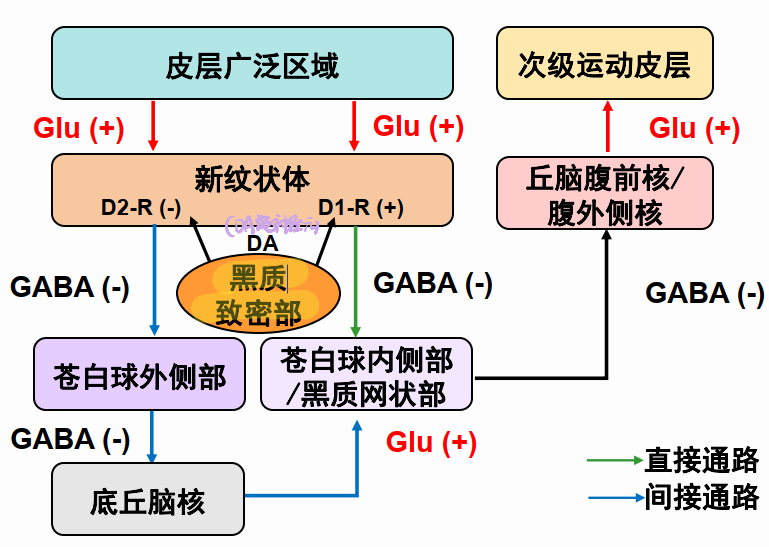 皮层广泛区域
次级运动皮层
Glu (+)
Glu (+)
Glu (+)
新纹状体
D2-R (-)
D1-R (+)
丘脑腹前核/
腹外侧核
DA
黑质
致密部
GABA (-)
GABA (-)
GABA (-)
苍白球外侧部
苍白球内侧部
/黑质网状部
GABA (-)
Glu (+)
底丘脑核
直接通路
间接通路